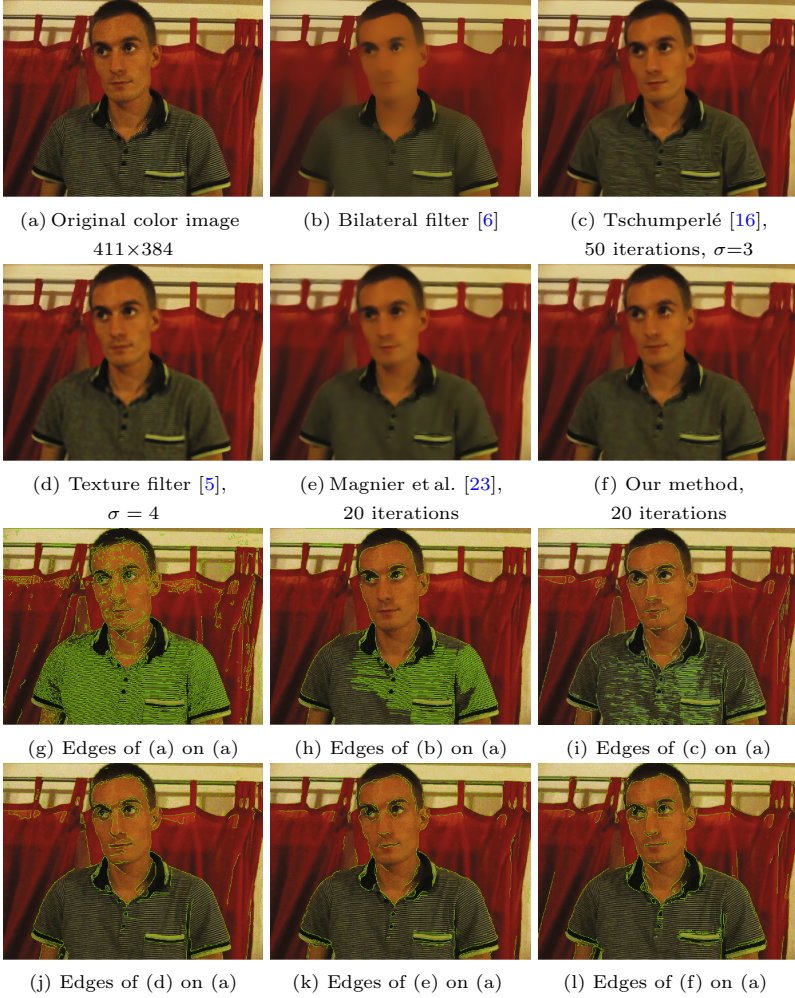 (a) Original color image
411×384
(b) Bilateral filter [6]
(c) Tschumperlé [16],
50 iterations, σ=3
(d) Texture filter [5],
σ = 4
(e) Magnier et al. [23],
20 iterations
(f) Our method,
20 iterations
(g) Edges of (a) on (a)
(h) Edges of (b) on (a)
(i) Edges of (c) on (a)
(j) Edges of (d) on (a)
(k) Edges of (e) on (a)
(l) Edges of (f) on (a)